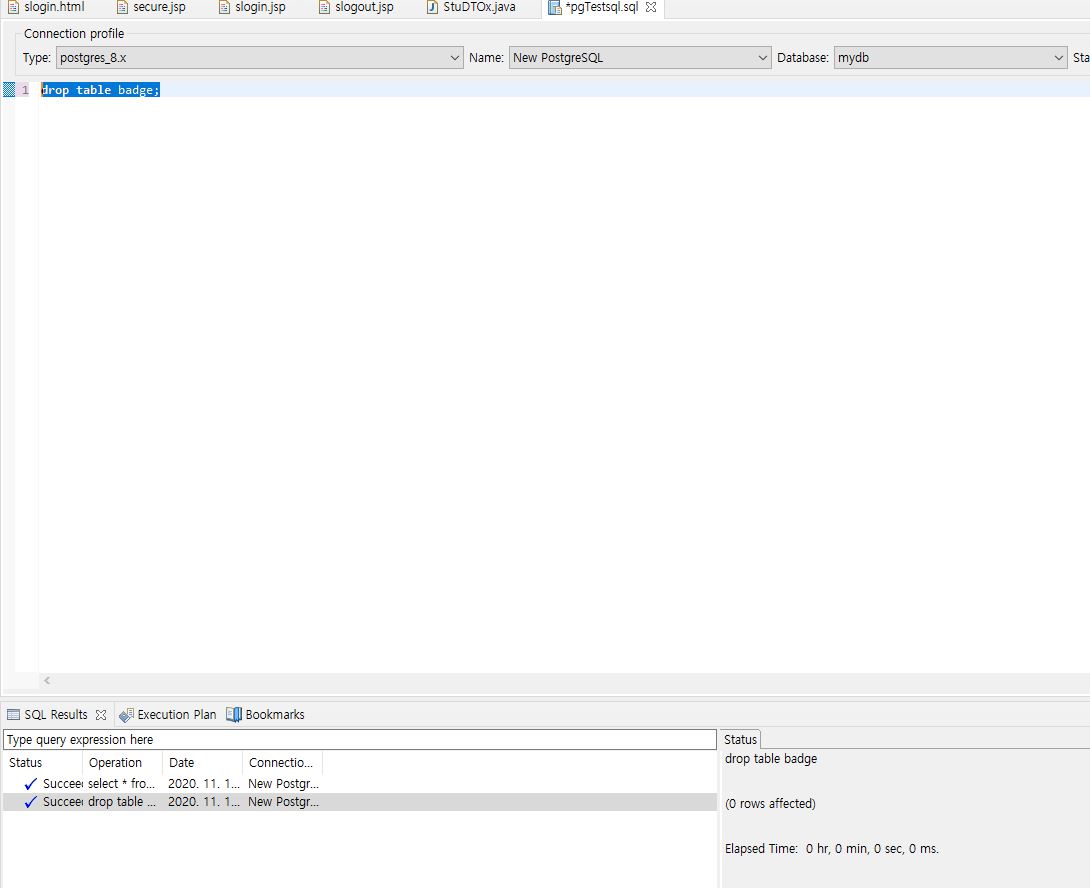 slogin.html secure.jsp slogin.jsp slogout.jsp StuDTOx.java *pgTestsql.sql
Connection profile
Type: postgres_8.x Name: New PostgreSQL Database: mydb Sta
1 drop table badge;
SQL Results Execution Plan Bookmarks
Type query expression here
Status Operation Date Connectio...
Succee select * fro... 2020. 11. 1... New Postgr...
Succee drop table ... 2020. 11. 1... New Postgr...
Status
drop table badge
(0 rows affected)
Elapsed Time: 0 hr, 0 min, 0 sec, 0 ms.